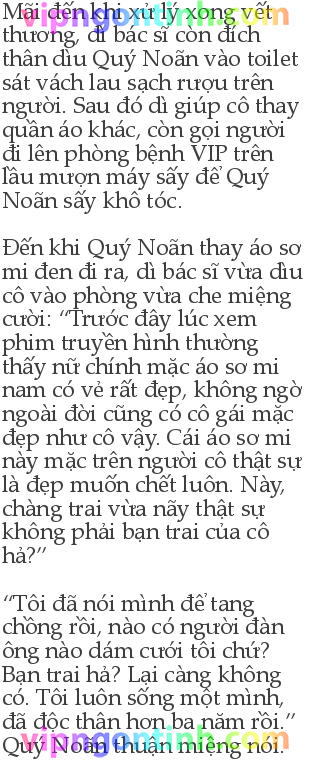 Mãi đến khi xử lý xong vết
thương, dì bác sĩ còn đích
thân dìu Quý Noãn vào toilet
sát vách lau sạch rượu trên
người. Sau đó dì giúp cô thay
quần áo khác, còn gọi người
đi lên phòng bệnh VIP trên
lầu mượn máy sấy để Quý
Noãn sấy khô tóc.
Đến khi Quý Noãn thay áo sơ
mi đen đi ra, dì bác sĩ vừa dìu
cô vào phòng vừa che miệng
cười: “Trước đây lúc xem
phim truyền hình thường
thấy nữ chính mặc áo sơ mi
nam có vẻ rất đẹp, không ngờ
ngoài đời cũng có cô gái mặc
đẹp như cô vậy. Cái áo sơ mi
này mặc trên người cô thật sự
là đẹp muốn chết luôn. Này,
chàng trai vừa nãy thật sự
không phải bạn trai của cô
hả?”
“Tôi đã nói mình để tang
chồng rồi, nào có người đàn
ông nào dám cưới tôi chứ?
Bạn trai hả? Lại càng không
có. Tôi luôn sống một mình,
đã độc thân hơn ba năm rồi.”
Quý Noãn thuận miệng nói.
vipngontinh.com
vipngontinh.com